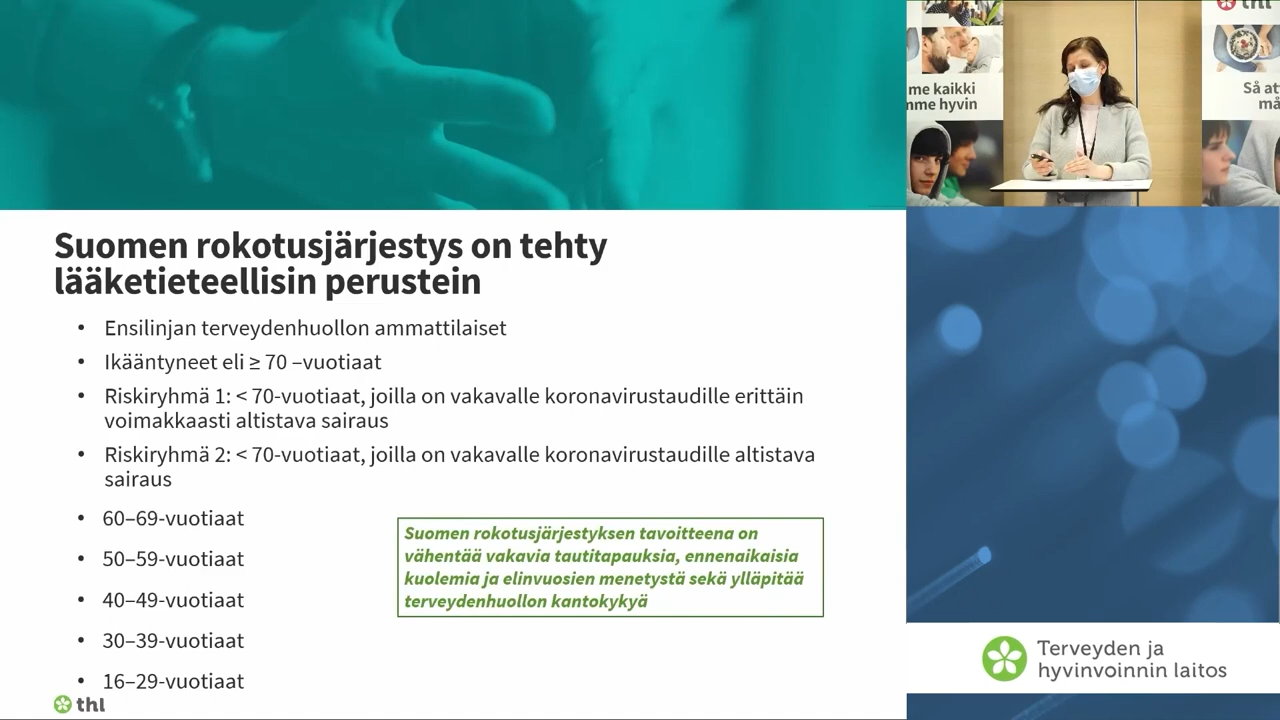 Suomen rokotusjärjestys on tehty
lääketieteellisin perustein
• Ensilinjan terveydenhuollon ammattilaiset
• Ikääntyneet eli ≥ 70 –vuotiaat
• Riskiryhmä 1: < 70-vuotiaat, joilla on vakavalle koronavirustaudille erittäin
voimakkaasti altistava sairaus
• Riskiryhmä 2: < 70-vuotiaat, joilla on vakavalle koronavirustaudille altistava
sairaus
• 60–69-vuotiaat
• 50–59-vuotiaat
• 40–49-vuotiaat
• 30–39-vuotiaat
• 16–29-vuotiaat
Suomen rokotusjärjestyksen tavoitteena on
vähentää vakavia tautitapauksia, ennenaikaisia
kuolemia ja elinvuosien menetystä sekä ylläpitää
terveydenhuollon kantokykyä
thl
thl
me kaikki
hyvin
Så
Terveyden ja
hyvinvoinnin laitos